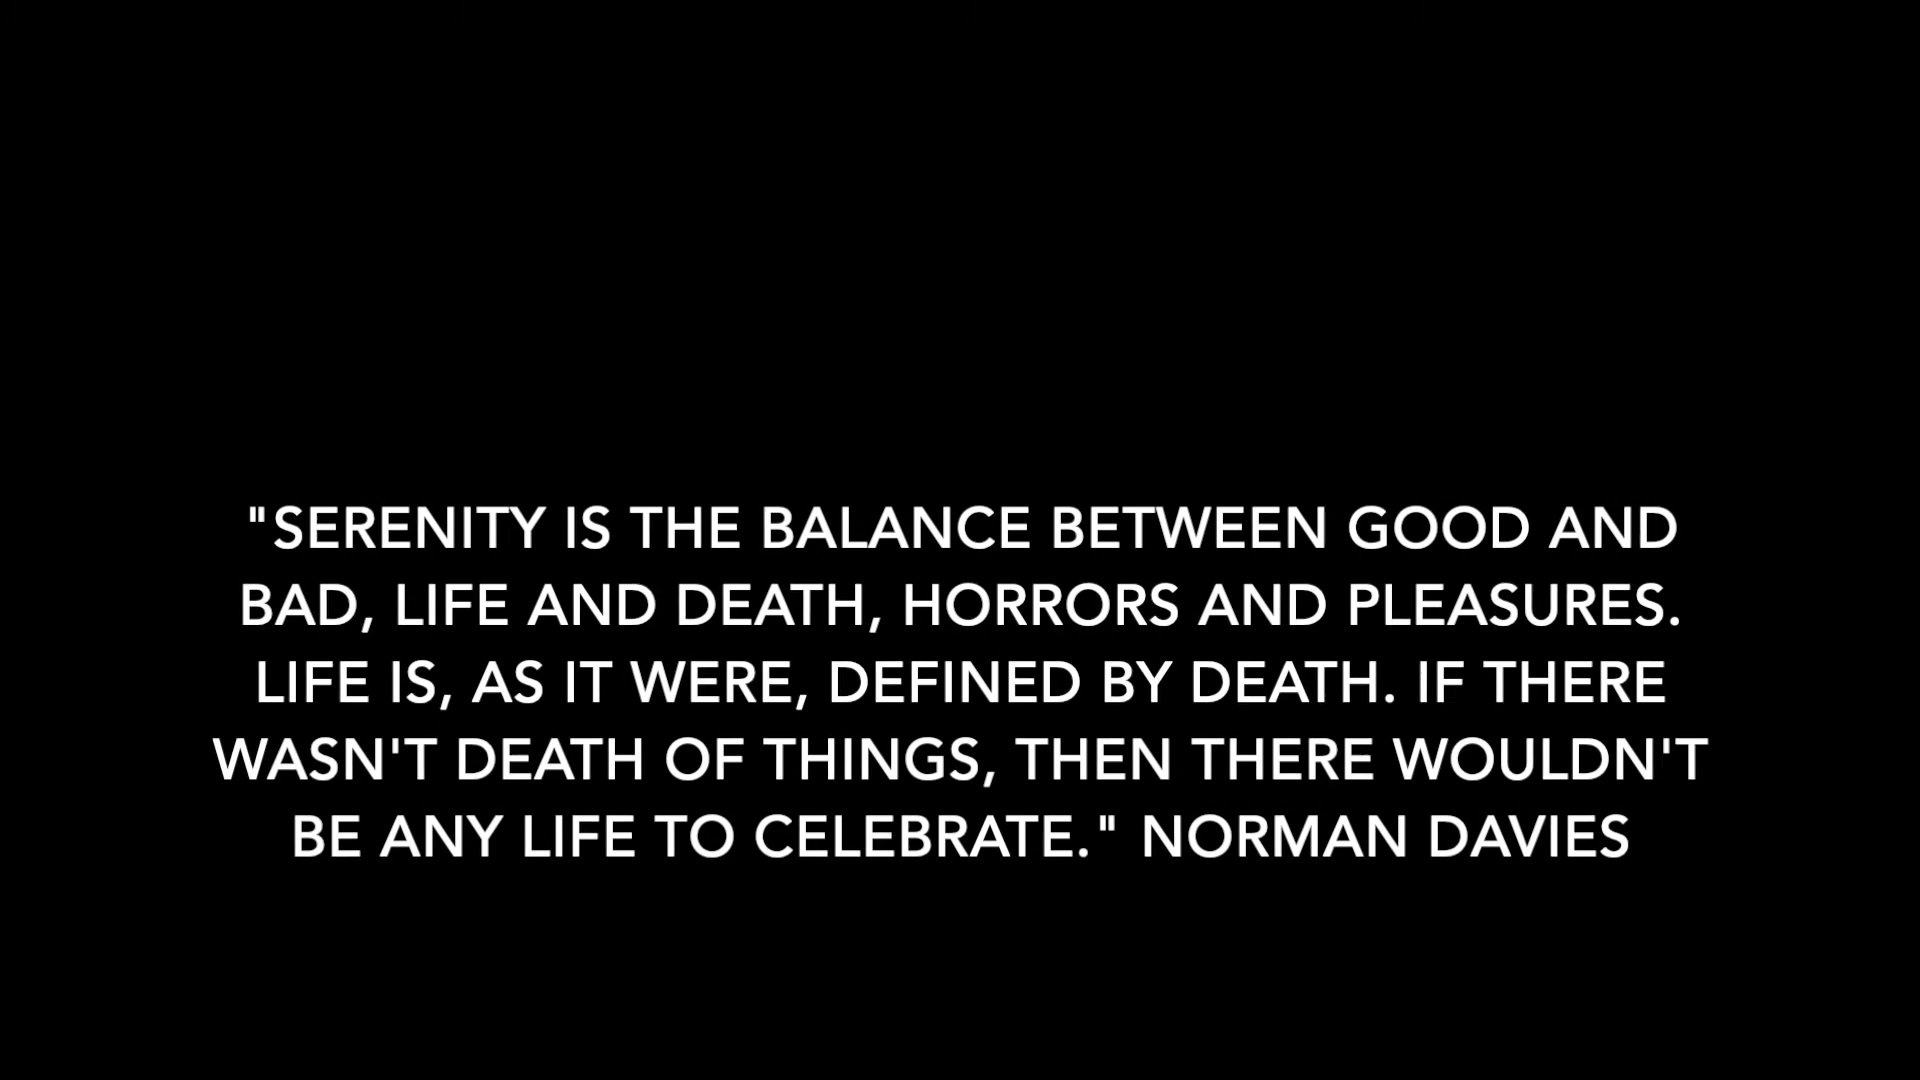 "SERENITY IS THE BALANCE BETWEEN GOOD AND
BAD, LIFE AND DEATH, HORRORS AND PLEASURES.
LIFE IS, AS IT WERE, DEFINED BY DEATH. IF THERE
WASN'T DEATH OF THINGS, THEN THERE WOULDN'T
BE ANY LIFE TO CELEBRATE." NORMAN DAVIES